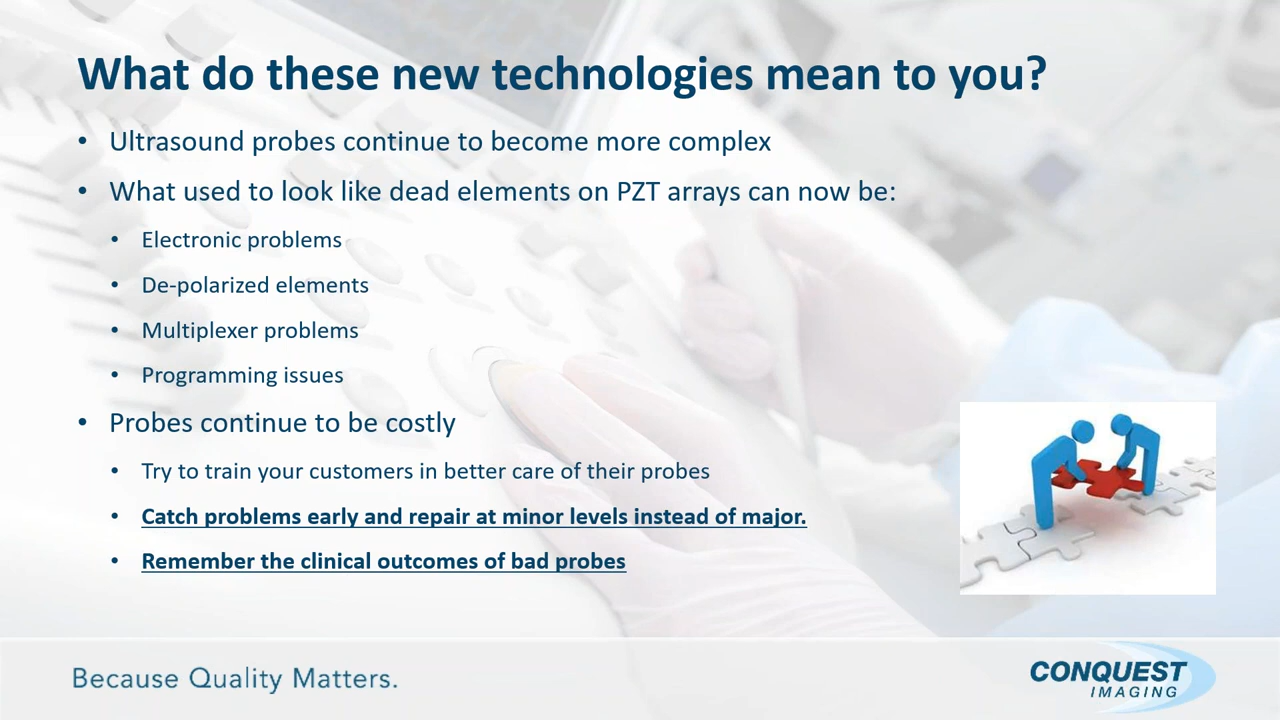 What do these new technologies mean to you?
• Ultrasound probes continue to become more complex
• What used to look like dead elements on PZT arrays can now be:
• Electronic problems
• De-polarized elements
• Multiplexer problems
• Programming issues
• Probes continue to be costly
• Try to train your customers in better care of their probes
• Catch problems early and repair at minor levels instead of major.
• Remember the clinical outcomes of bad probes
Because Quality Matters.
CONQUEST
IMAGING